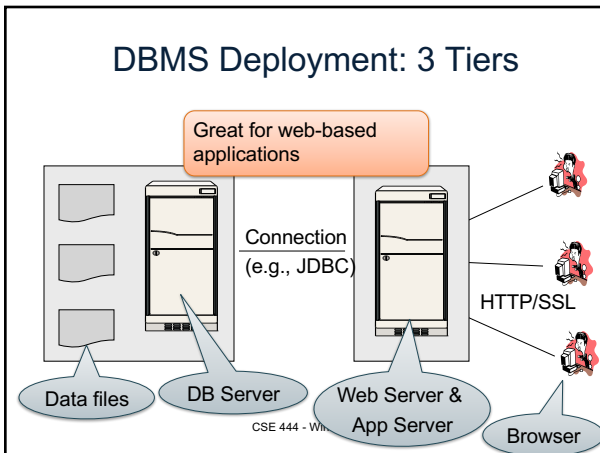 DBMS Deployment: 3 Tiers
Great for web-based
applications
Connection
(e.g., JDBC)
HTTP/SSL
Data files
DB Server
Web Server &
App Server
Browser
CSE 444 -